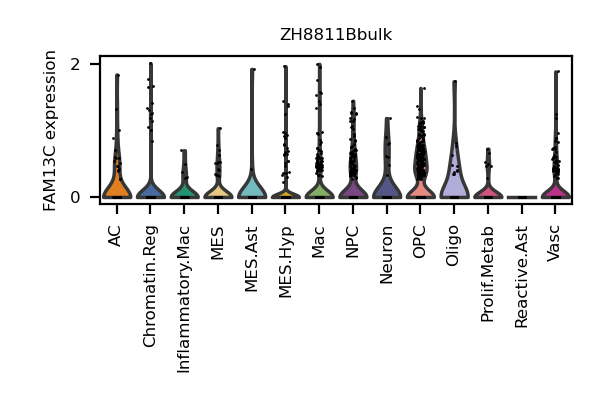 ZH8811Bbulk
FAM13C expression
2
0
AC
Chromatin.Reg
Inflammatory.Mac
MES
MES.Ast
MES.Hyp
Mac
NPC
Neuron
OPC
Oligo
Prolif.Metab
Reactive.Ast
Vasc